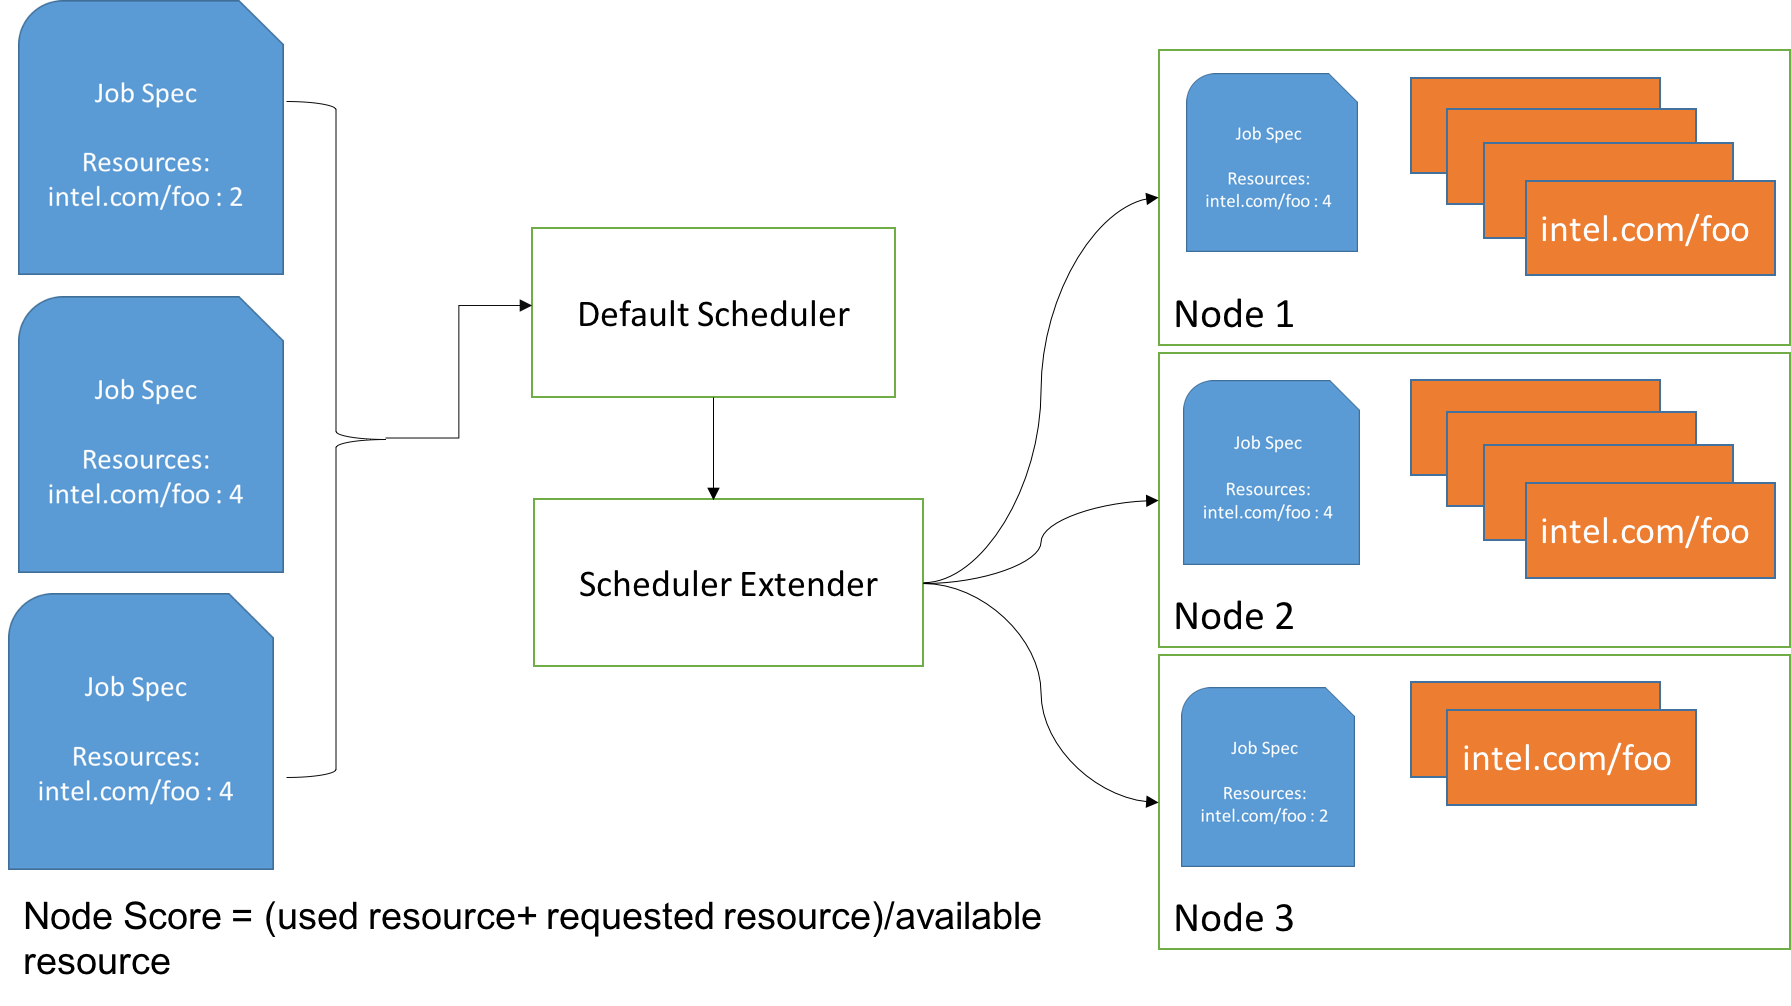 Job Spec
Resources:
intel.com/foo : 2
Job Spec
Resources:
intel.com/foo : 4
Job Spec
Resources:
intel.com/foo : 4
Default Scheduler
Scheduler Extender
Job Spec
Resources:
intel.com/foo : 4
intel.com/foo
Node 1
Job Spec
Resources:
intel.com/foo : 4
intel.com/foo
Node 2
Job Spec
Resources:
intel.com/foo : 2
intel.com/foo
Node 3
Node Score = (used resource+ requested resource)/available
resource